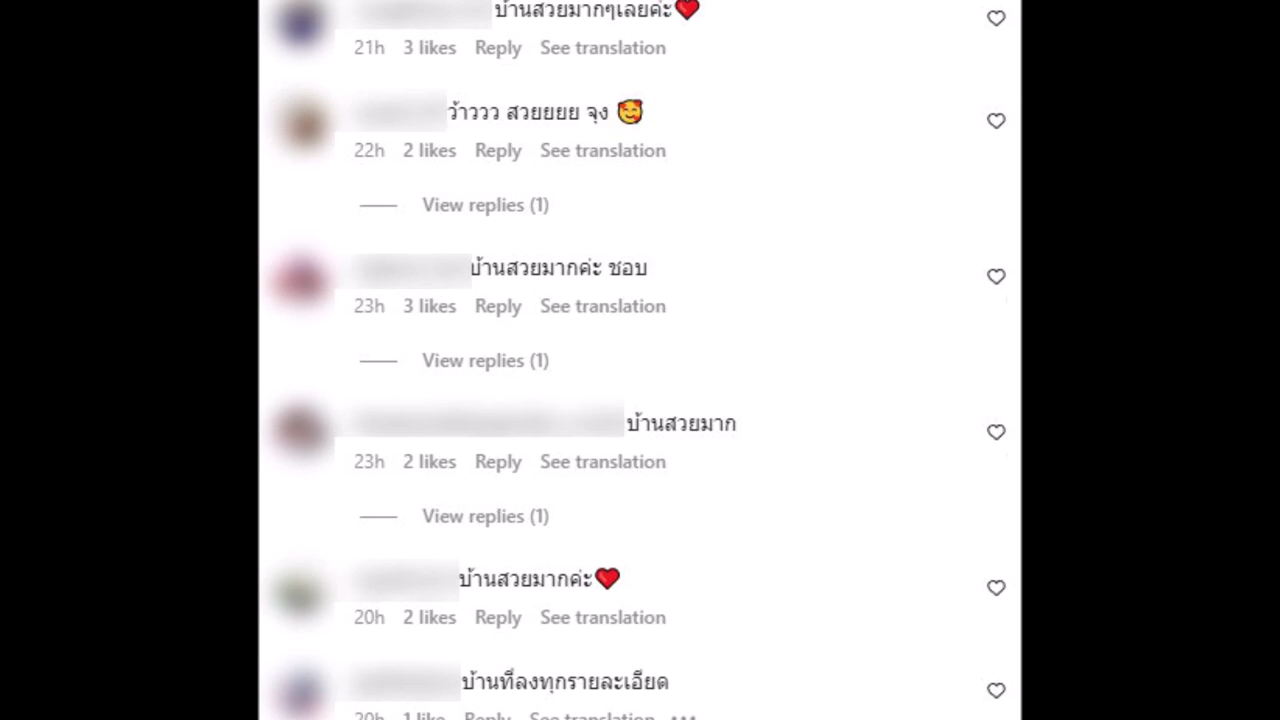 บ้านสวยมากๆเลยค่ะ❤️
21h 3 likes Reply See translation
ว้าววว สวยยยย จุง 🥰
22h 2 likes Reply See translation
View replies (1)
บ้านสวยมากค่ะ ชอบ
23h 3 likes Reply See translation
View replies (1)
บ้านสวยมาก
23h 2 likes Reply See translation
View replies (1)
บ้านสวยมากค่ะ❤️
20h 2 likes Reply See translation
บ้านที่ลงทุกรายละเอียด
20h 1 like Reply See translation ...